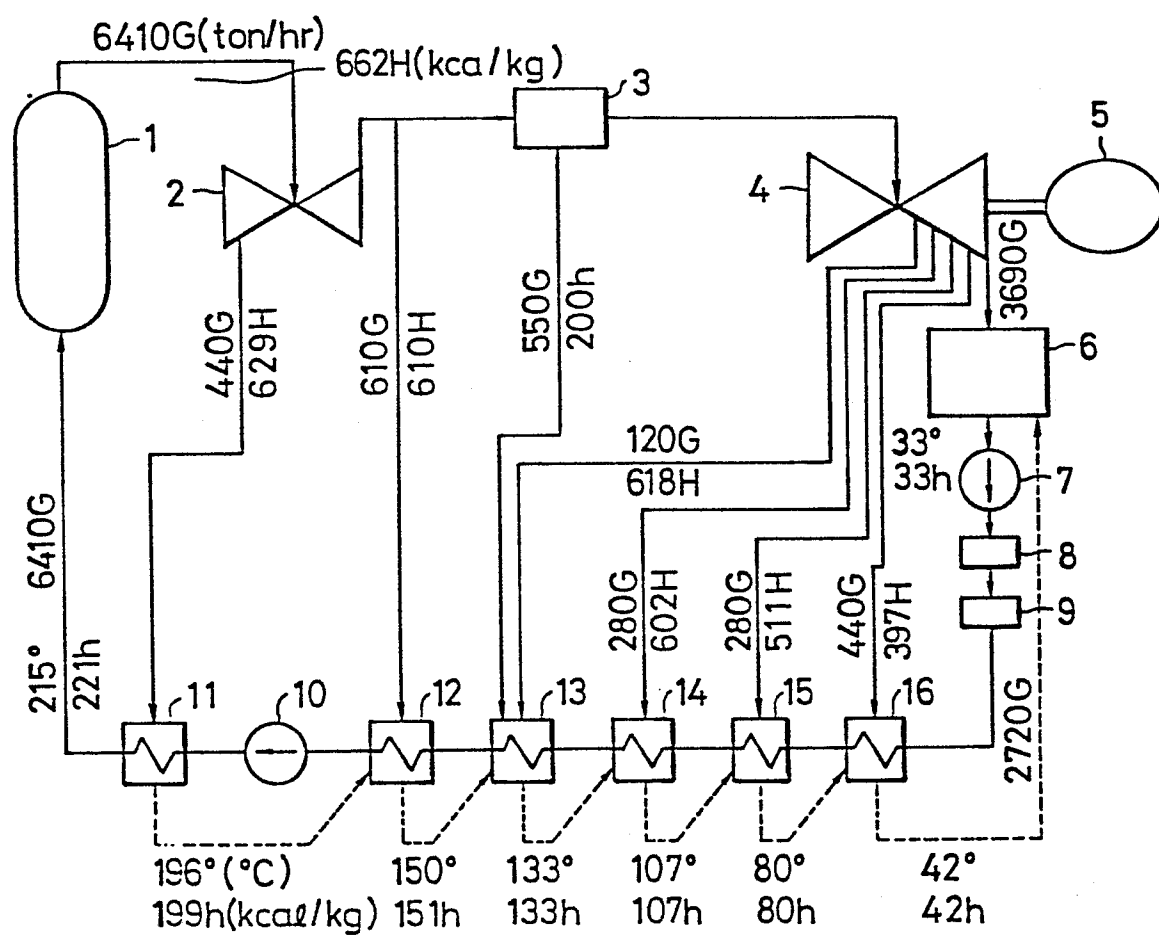 6410G(ton/hr)
662H(kca/kg)
1
2
3
4
5
440G
629H
610G
610H
550G
200h
3690G
6
120G
618H
33°
33h
7
8
9
280G
602H
280G
511H
440G
397H
6410G
215°
221h
11
10
12
13
14
15
16
2720G
196°(°C)
199h(kcal/kg)
150°
151h
133°
133h
107°
107h
80°
80h
42°
42h